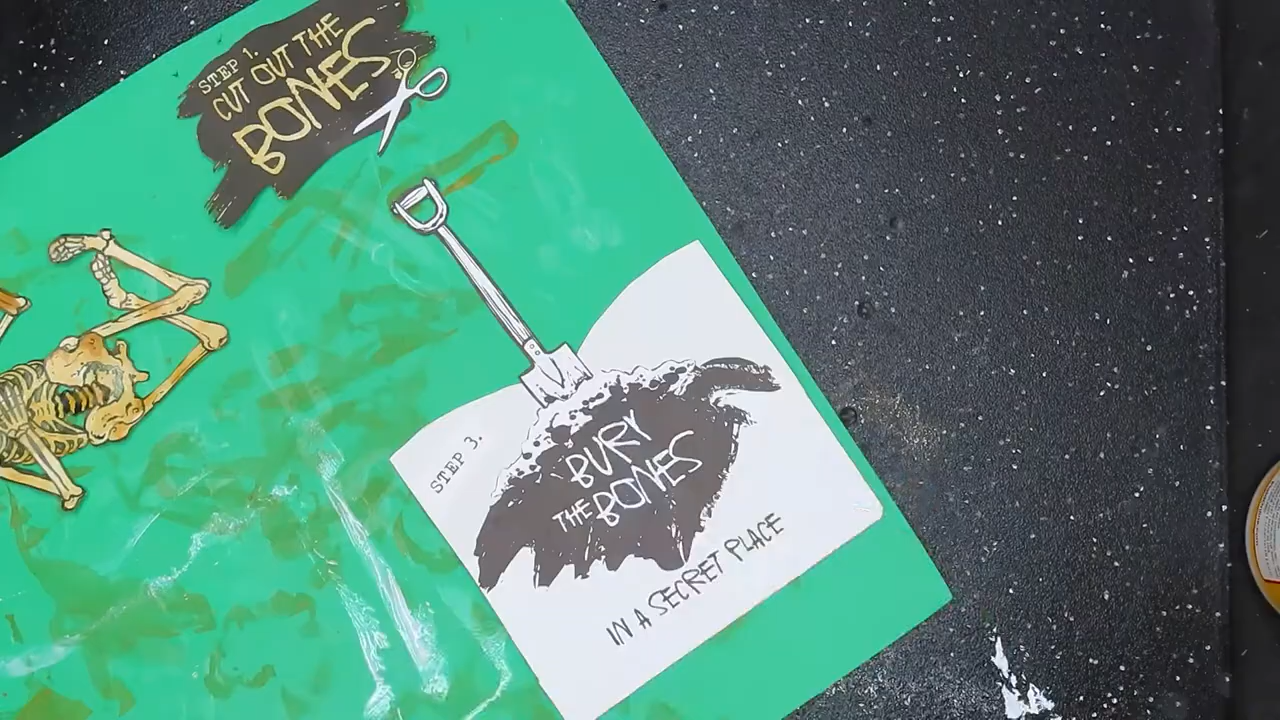 STEP 1.
CUT OUT THE
BONES
STEP 3.
BURY
THE BONES
IN A SECRET PLACE